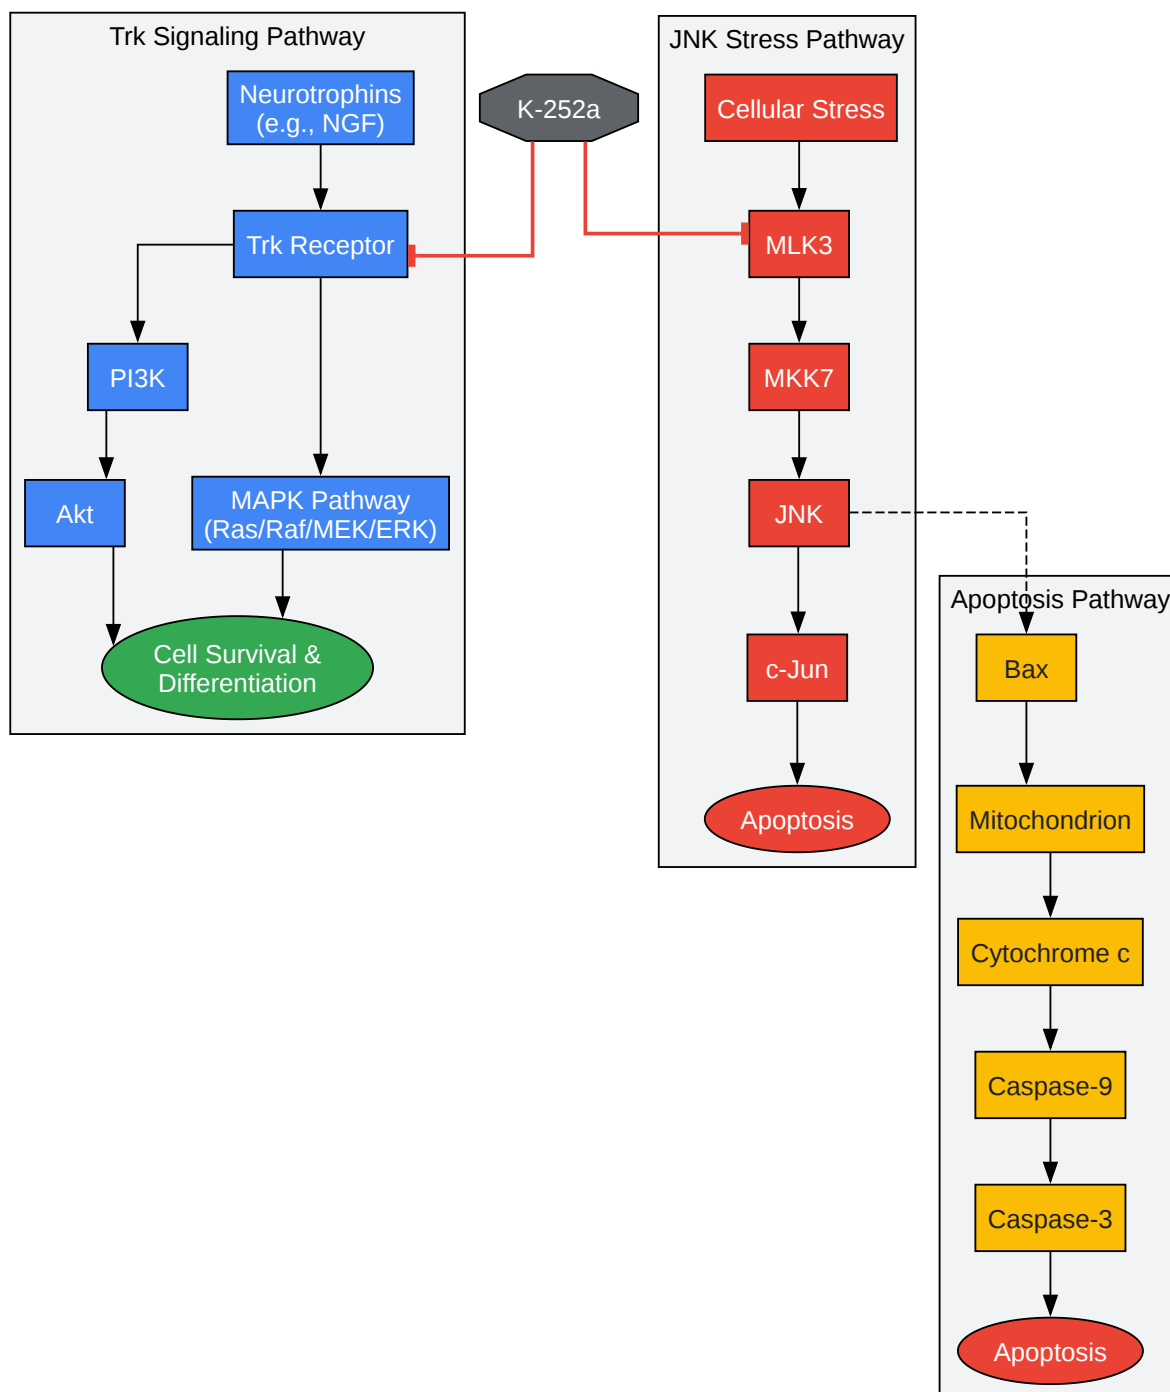 Trk Signaling Pathway
Neurotrophins
(e.g., NGF)
Trk Receptor
PI3K
Akt
MAPK Pathway
(Ras/Raf/MEK/ERK)
Cell Survival &
Differentiation
K-252a
JNK Stress Pathway
Cellular Stress
MLK3
MKK7
JNK
c-Jun
Apoptosis
Apoptosis Pathway
Bax
Mitochondrion
Cytochrome c
Caspase-9
Caspase-3
Apoptosis